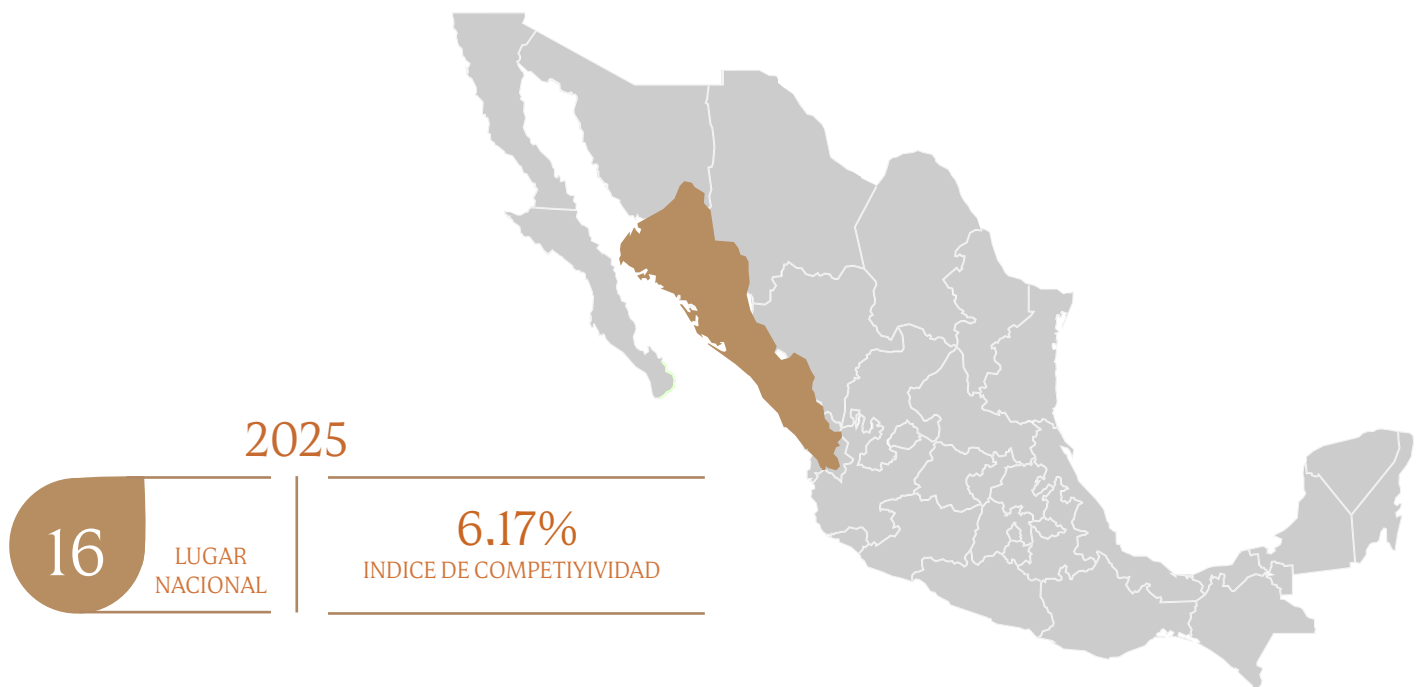 2025
16
LUGAR
NACIONAL
6.17%
INDICE DE COMPETIYIVIDAD